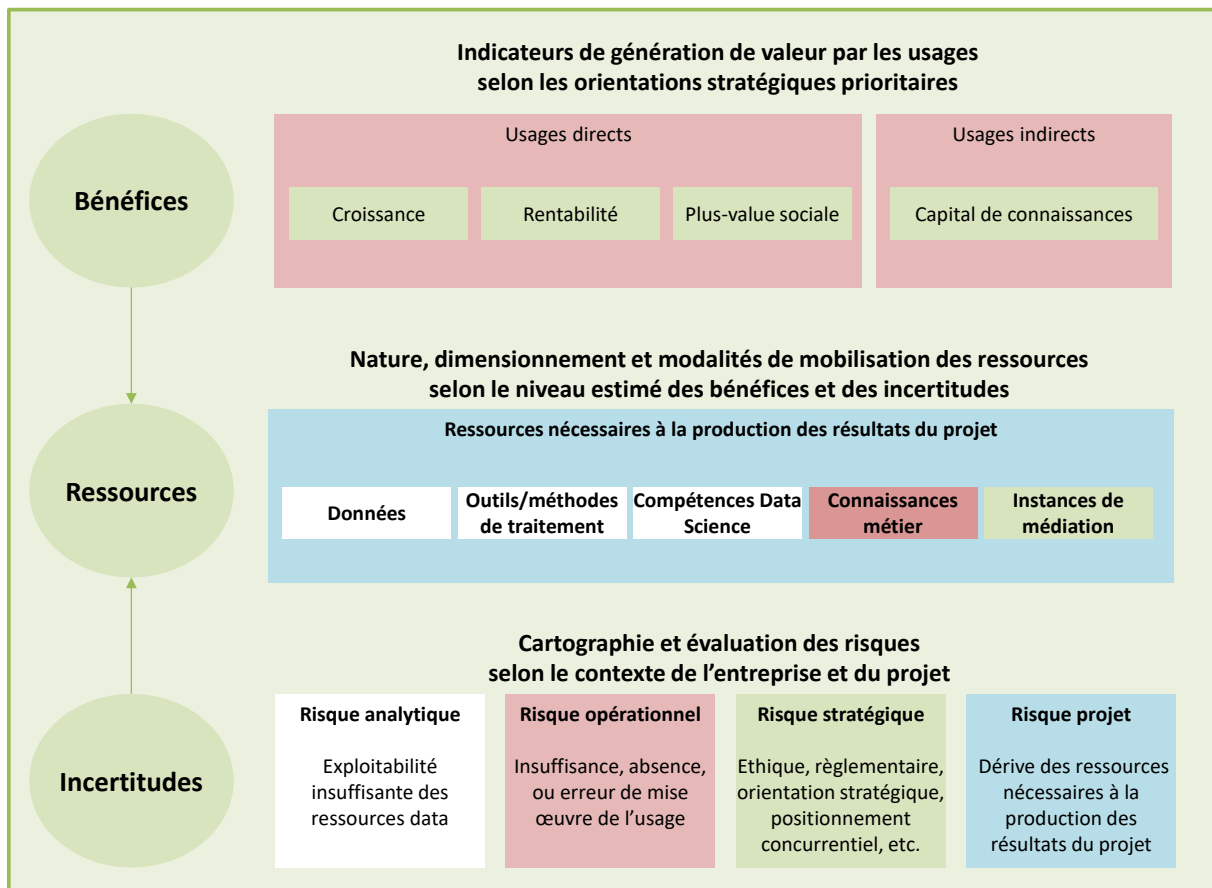 Indicateurs de génération de valeur par les usages
selon les orientations stratégiques prioritaires
Bénéfices
Usages directs
Croissance
Rentabilité
Plus-value sociale
Usages indirects
Capital de connaissances
Nature, dimensionnement et modalités de mobilisation des ressources
selon le niveau estimé des bénéfices et des incertitudes
Ressources
Ressources nécessaires à la production des résultats du projet
Données
Outils/méthodes
de traitement
Compétences Data
Science
Connaissances
métier
Instances de
médiation
Cartographie et évaluation des risques
selon le contexte de l’entreprise et du projet
Incertitudes
Risque analytique
Exploitabilité
insuffisante des
ressources data
Risque opérationnel
Insuffisance, absence,
ou erreur de mise
œuvre de l’usage
Risque stratégique
Ethique, règlementaire,
orientation stratégique,
positionnement
concurrentiel, etc.
Risque projet
Dérive des ressources
nécessaires à la
production des
résultats du projet